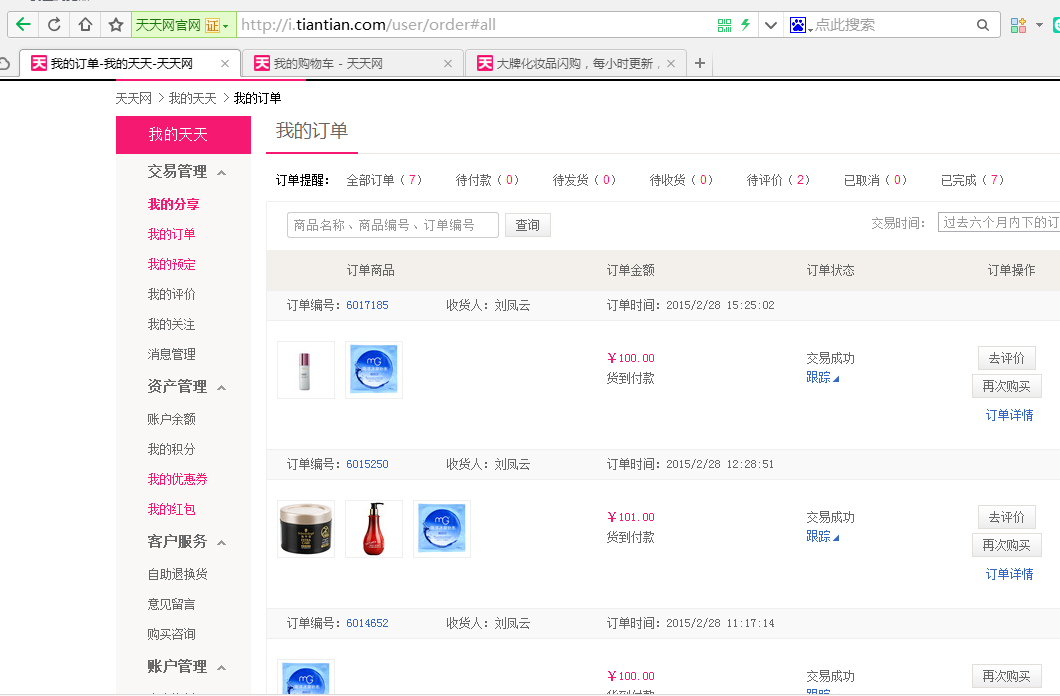 天天网官网 证 http://i.tiantian.com/user/order#all 点此搜索
天 我的订单-我的天天-天天网 × 天 我的购物车 - 天天网 × 天 大牌化妆品闪购，每小时更新， × +
天天网 > 我的天天 > 我的订单
我的天天
交易管理
我的分享
我的订单
我的预定
我的评价
我的关注
消息管理
资产管理
账户余额
我的积分
我的优惠券
我的红包
客户服务
自助退换货
意见留言
购买咨询
账户管理
我的订单
订单提醒： 全部订单（7） 待付款（0） 待发货（0） 待收货（0） 待评价（2） 已取消（0） 已完成（7）
商品名称、商品编号、订单编号 查询 交易时间： 过去六个月内下的订
订单商品 订单金额 订单状态 订单操作
订单编号：6017185 收货人：刘凤云 订单时间：2015/2/28 15:25:02
mG
￥100.00 交易成功 去评价
货到付款 跟踪 再次购买
订单详情
订单编号：6015250 收货人：刘凤云 订单时间：2015/2/28 12:28:51
mG
￥101.00 交易成功 去评价
货到付款 跟踪 再次购买
订单详情
订单编号：6014652 收货人：刘凤云 订单时间：2015/2/28 11:17:14
mG
￥100.00 交易成功 再次购买
货到付款 跟踪